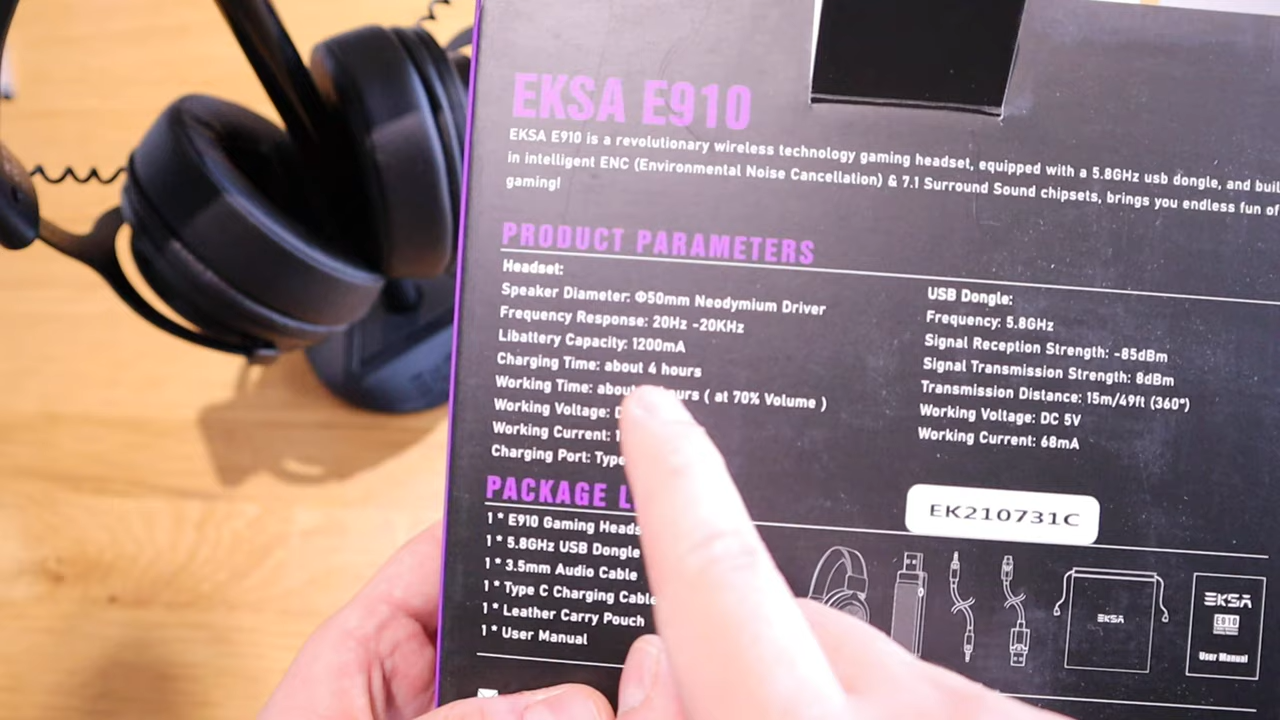 EKSA E910
EKSA E910 is a revolutionary wireless technology gaming headset, equipped with a 5.8GHz usb dongle, and buil
in intelligent ENC (Environmental Noise Cancellation) & 7.1 Surround Sound chipsets, brings you endless fun of
gaming!
PRODUCT PARAMETERS
Headset:
Speaker Diameter: Φ50mm Neodymium Driver
Frequency Response: 20Hz -20KHz
Libattery Capacity: 1200mA
Charging Time: about 4 hours
Working Time: about urs ( at 70% Volume )
Working Voltage: D
Working Current: 1
Charging Port: Type
USB Dongle:
Frequency: 5.8GHz
Signal Reception Strength: -85dBm
Signal Transmission Strength: 8dBm
Transmission Distance: 15m/49ft (360°)
Working Voltage: DC 5V
Working Current: 68mA
EK210731C
PACKAGE L
1 * E910 Gaming Heads
1 * 5.8GHz USB Dongle
1 * 3.5mm Audio Cable
1 * Type C Charging Cable
1 * Leather Carry Pouch
1 * User Manual
EKSA
EKSA
E910
User Manual